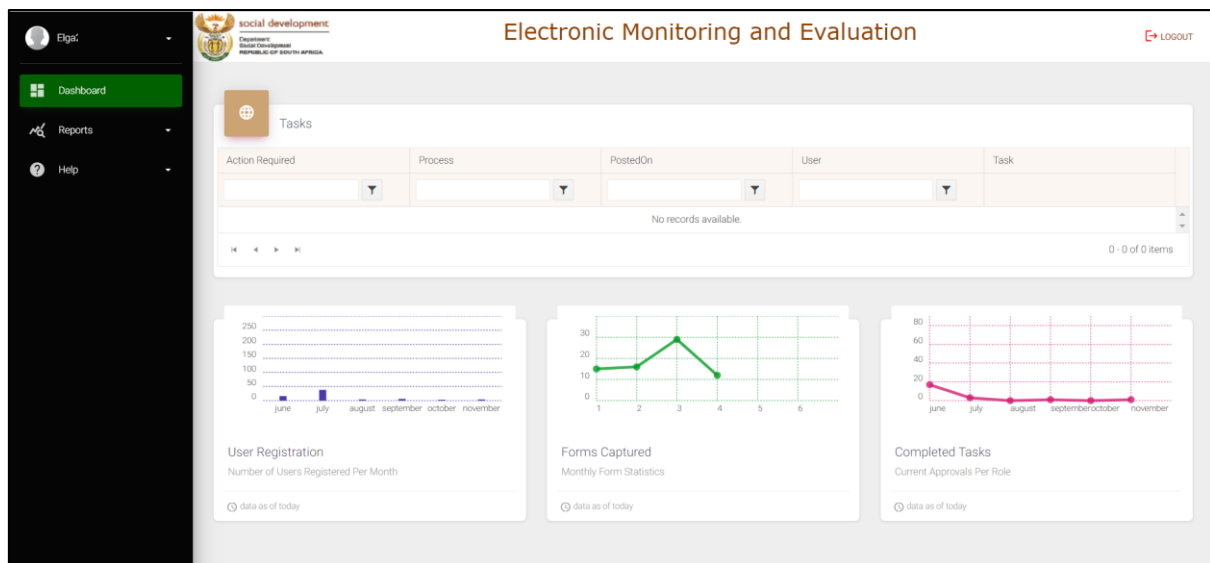 Elga:
social development
Department:
Social Development
REPUBLIC OF SOUTH AFRICA
Electronic Monitoring and Evaluation
LOGOUT
Dashboard
Reports
Help
Tasks
Action Required Process PostedOn User Task
No records available.
0 - 0 of 0 items
250
200
150
100
50
0
june july august september october november
User Registration
Number of Users Registered Per Month
data as of today
30
20
10
0
1 2 3 4 5 6
Forms Captured
Monthly Form Statistics
data as of today
80
60
40
20
0
june july august septemberoctober november
Completed Tasks
Current Approvals Per Role
data as of today